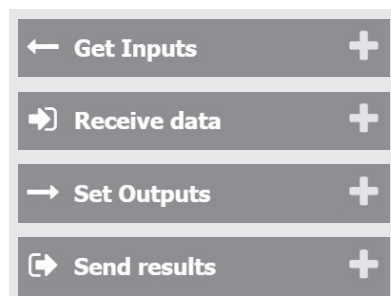 Get Inputs
Receive data
Set Outputs
Send results